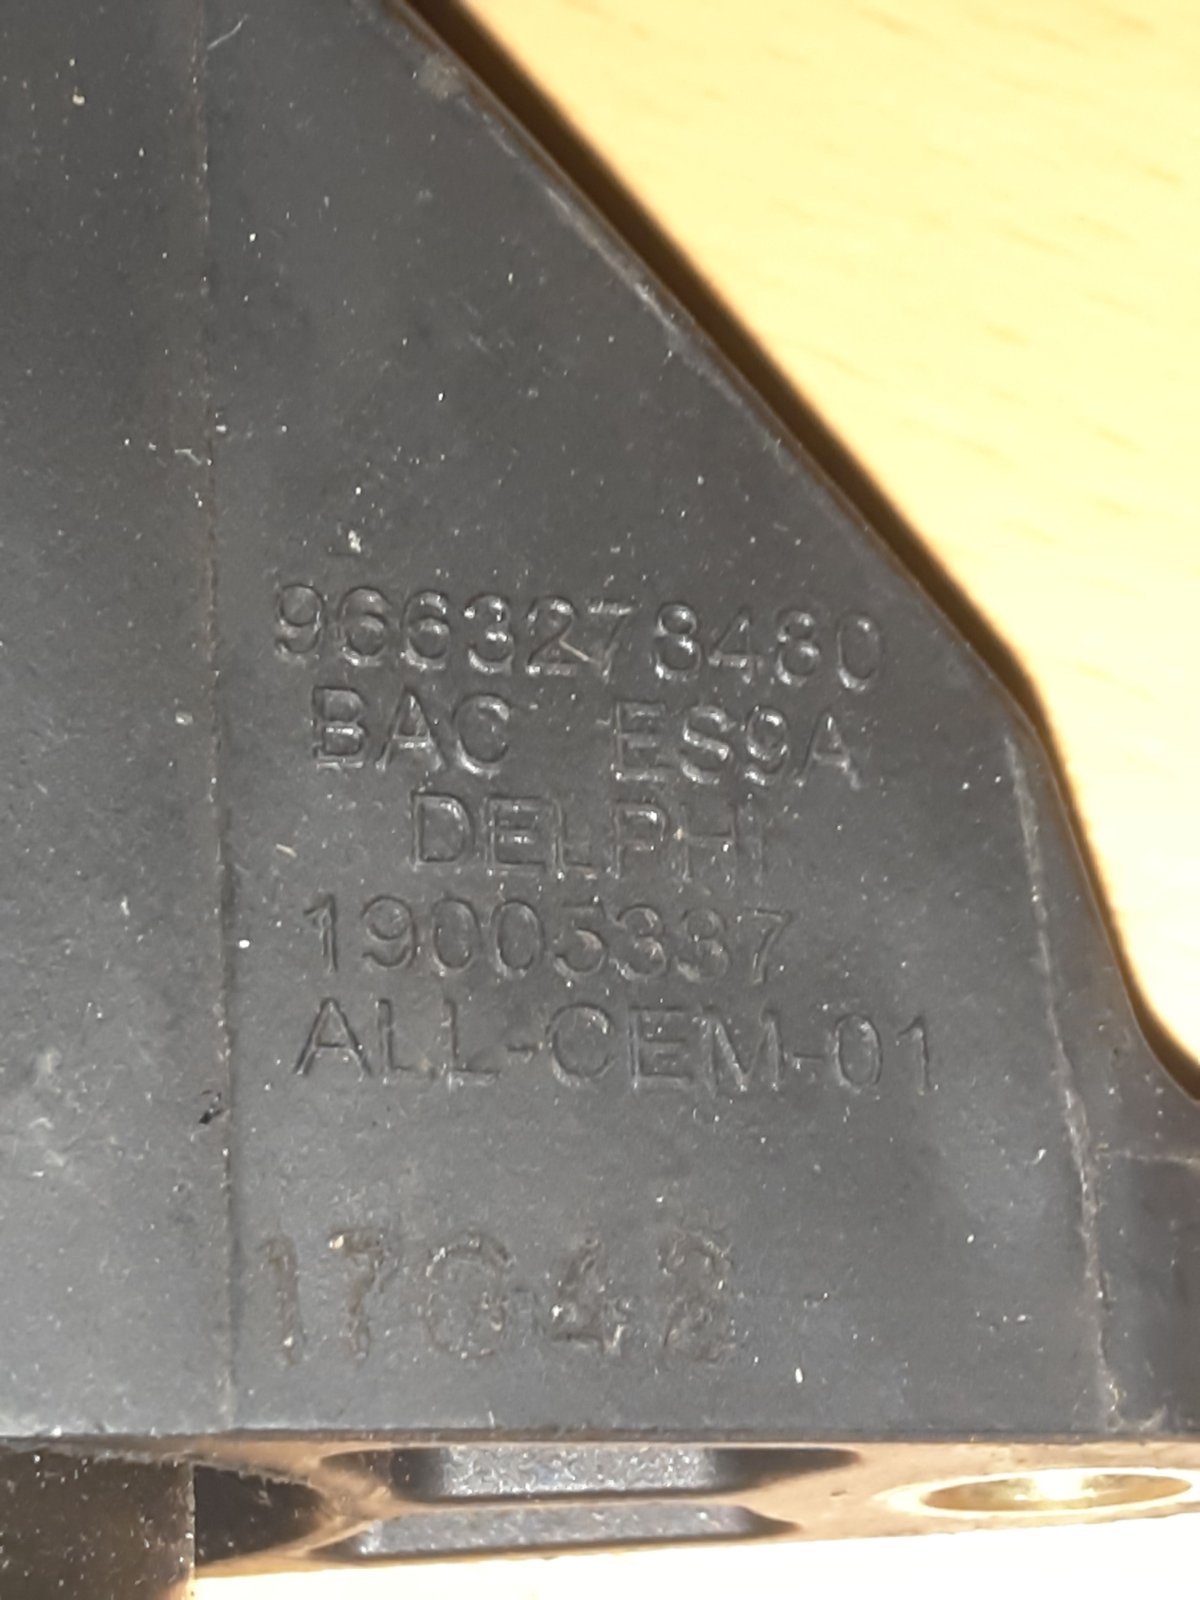 9663278480
BAC ES9A
DELPHI
19005337
ALL-CEM-01
17042